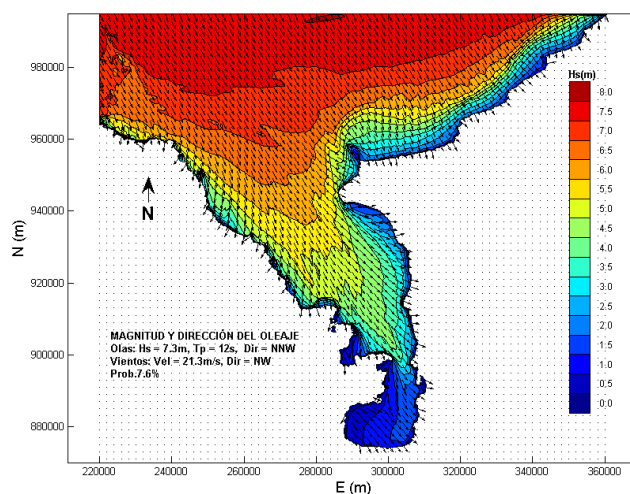 Hs(m)
8.0
7.5
7.0
6.5
6.0
5.5
5.0
4.5
4.0
3.5
3.0
2.5
2.0
1.5
1.0
0.5
0.0
980000
960000
940000
920000
900000
880000
N (m)
N
MAGNITUD Y DIRECCIÓN DEL OLEAJE
Olas: Hs = 7.3m, Tp = 12s, Dir = NNW
Vientos: Vel = 21.3m/s, Dir = NW
Prob.7.6%
220000 240000 260000 280000 300000 320000 340000 360000
E (m)